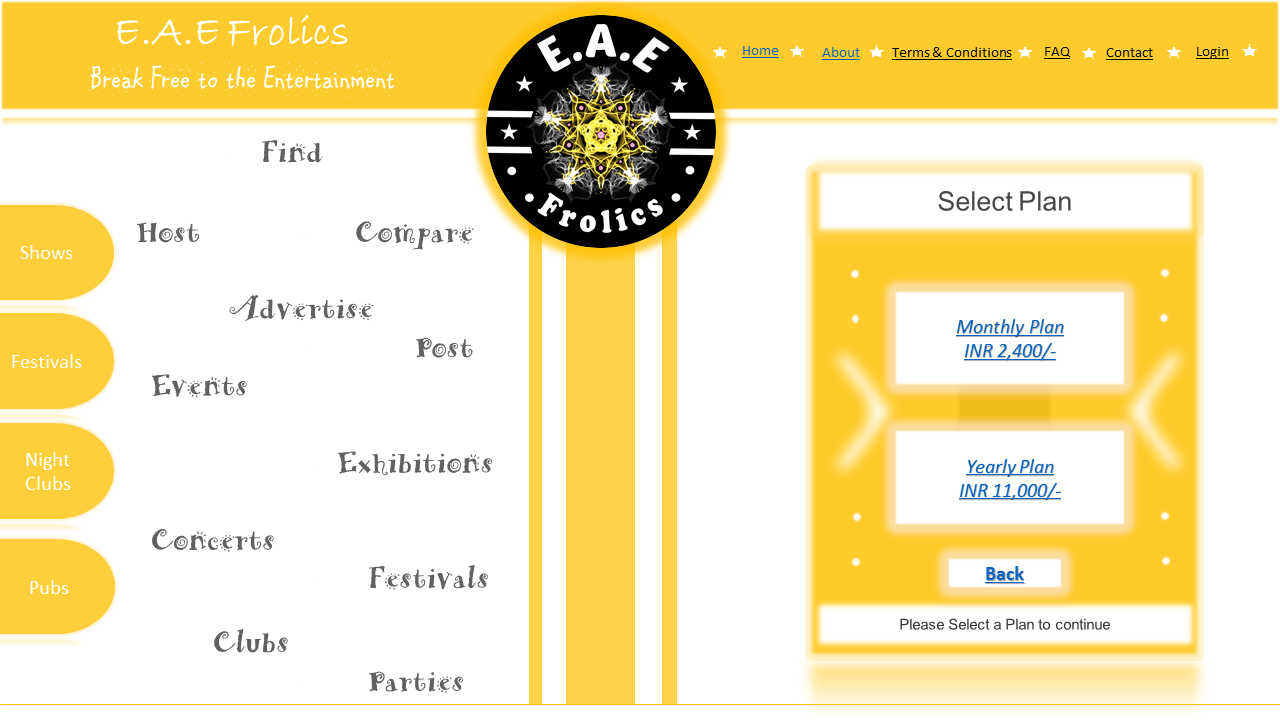 E.A.E Frolics
Break Free to the Entertainment
E.A.E
Frolics
Home
About
Terms & Conditions
FAQ
Contact
Login
Find
Host
Compare
Advertise
Post
Events
Exhibitions
Concerts
Festivals
Clubs
Parties
Shows
Festivals
Night
Clubs
Pubs
Select Plan
Monthly Plan
INR 2,400/-
Yearly Plan
INR 11,000/-
Back
Please Select a Plan to continue